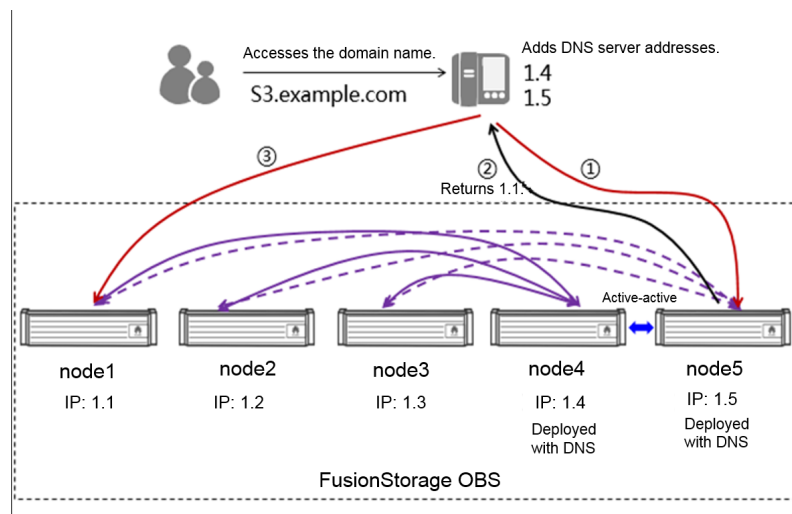 Accesses the domain name.
Adds DNS server addresses.
S3.example.com
1.4
1.5
③
②
①
Returns 1.1.
Active-active
node1
node2
node3
node4
node5
IP: 1.1
IP: 1.2
IP: 1.3
IP: 1.4
IP: 1.5
Deployed
with DNS
Deployed
with DNS
FusionStorage OBS